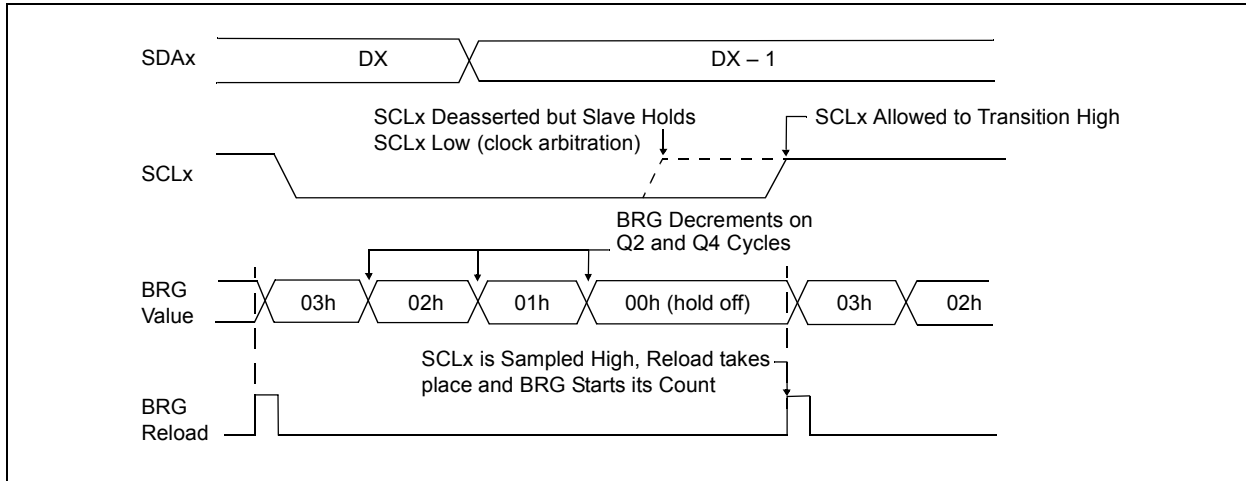 SDAx
DX
DX – 1
SCLx Deasserted but Slave Holds
SCLx Low (clock arbitration)
SCLx Allowed to Transition High
SCLx
BRG Decrements on
Q2 and Q4 Cycles
BRG
Value
03h
02h
01h
00h (hold off)
03h
02h
SCLx is Sampled High, Reload takes
place and BRG Starts its Count
BRG
Reload